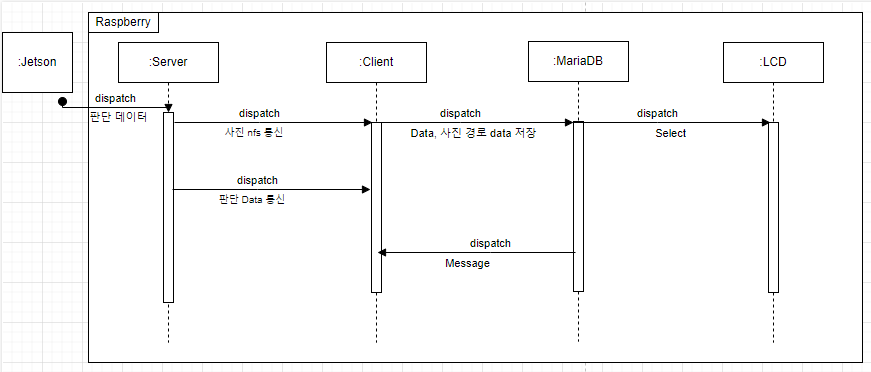 Raspberry
:Jetson
:Server
:Client
:MariaDB
:LCD
dispatch
판단 데이터
dispatch
사진 nfs 통신
dispatch
Data, 사진 경로 data 저장
dispatch
Select
dispatch
판단 Data 통신
dispatch
Message